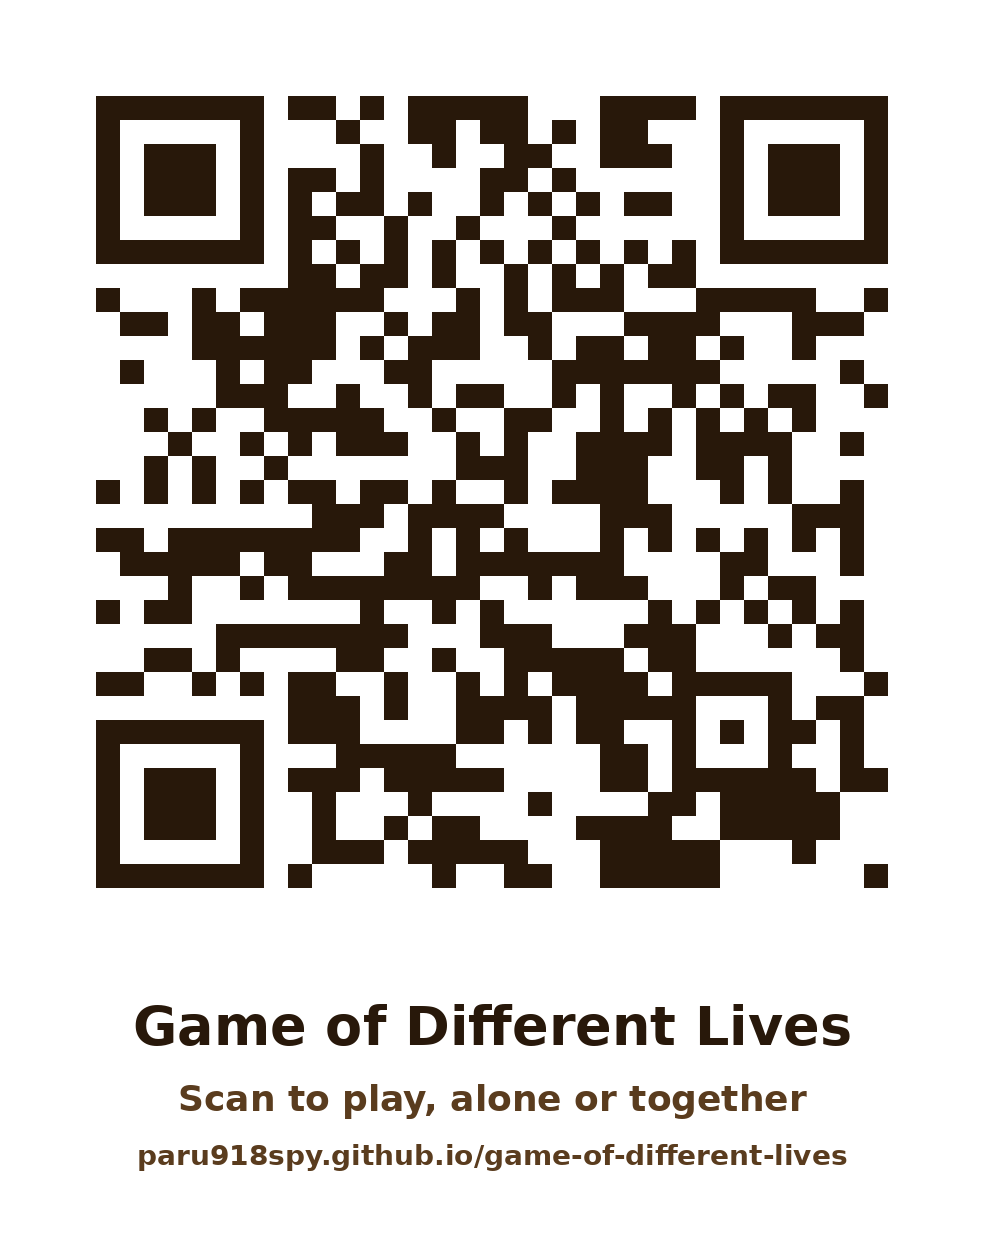 Game of Different Lives
Scan to play, alone or together
paru918spy.github.io/game-of-different-lives